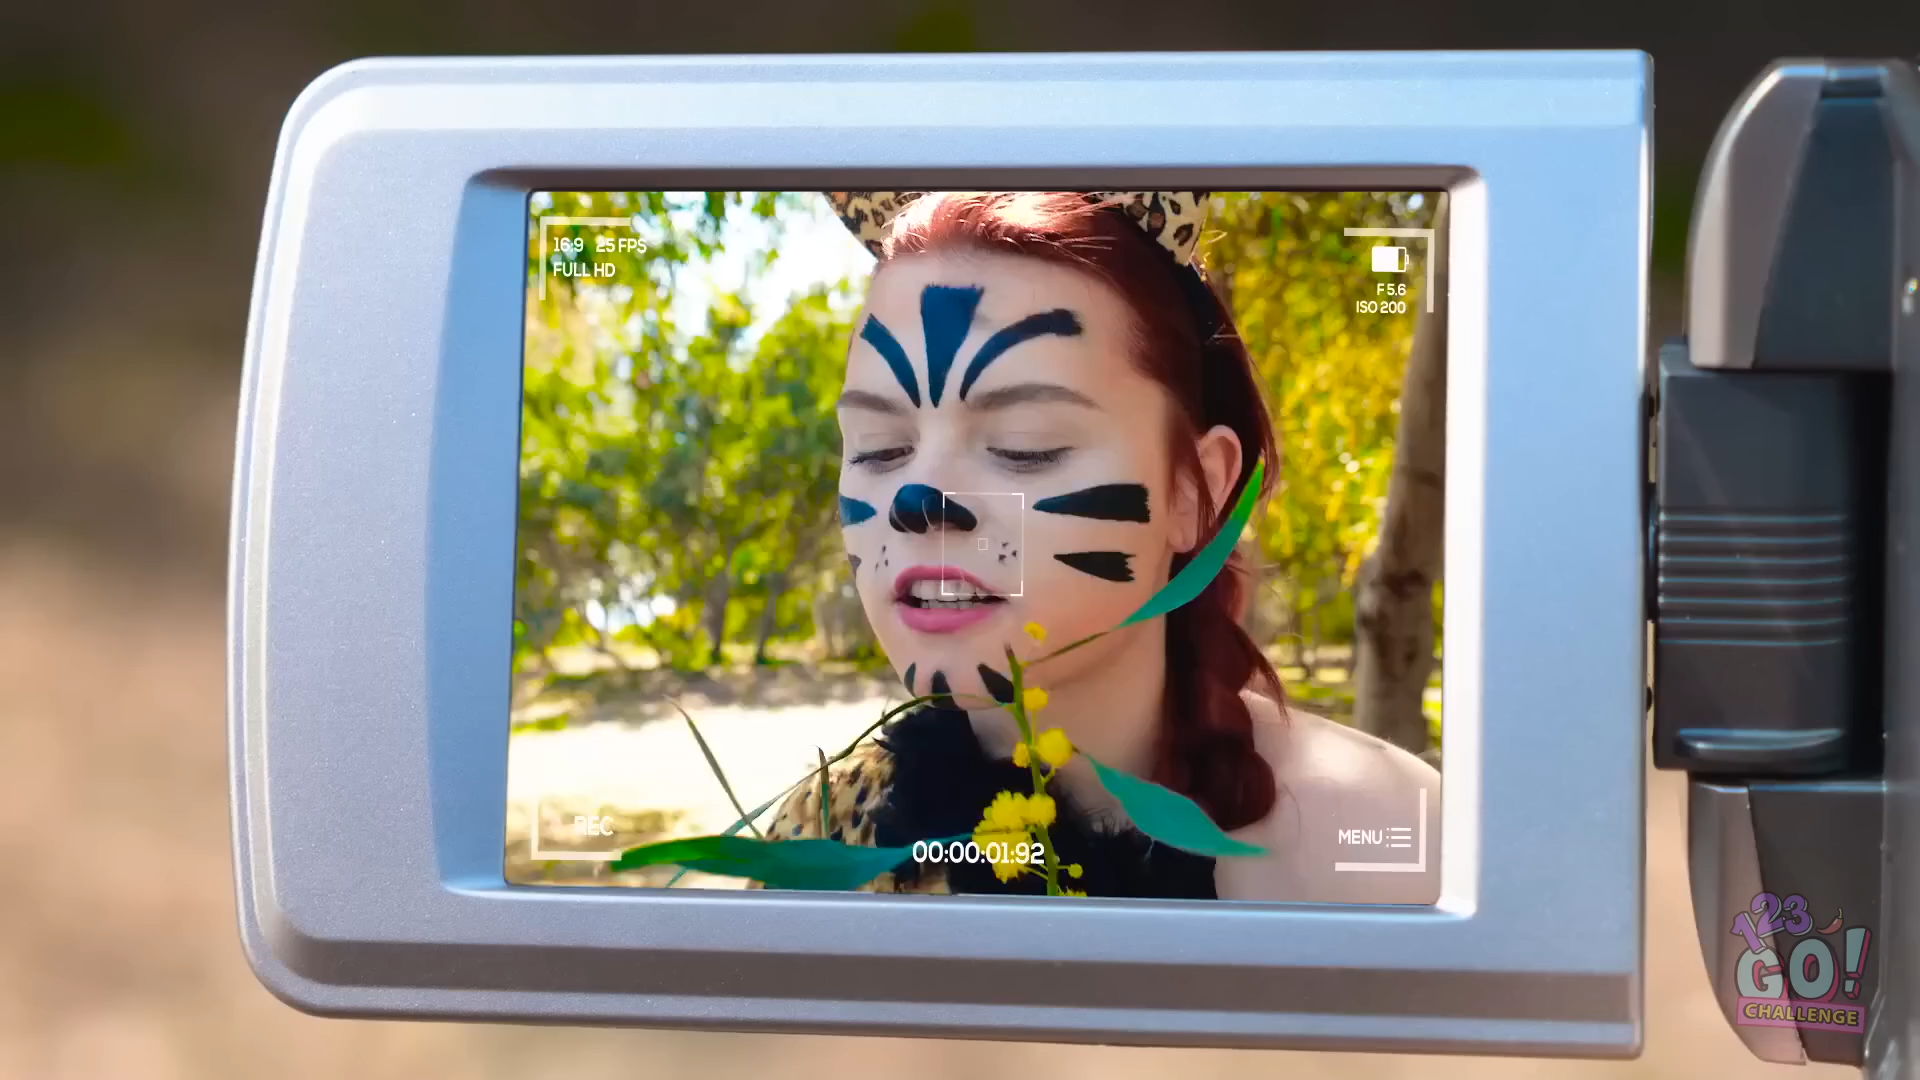 16:9 25 FPS
FULL HD
F 5.6
ISO 200
REC
00:00:01:92
MENU
123
GO!
CHALLENGE